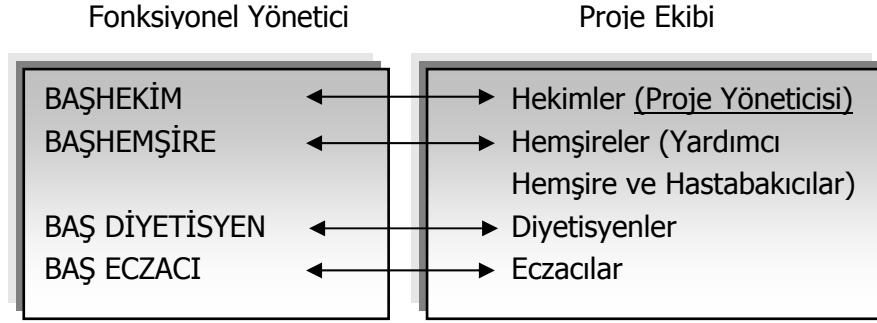 Fonksiyonel Yönetici Proje Ekibi
BAŞHEKİM Hekimler (Proje Yöneticisi)
BAŞHEMŞİRE Hemşireler (Yardımcı
Hemşire ve Hastabakıcılar)
BAŞ DİYETİSYEN Diyetisyenler
BAŞ ECZACI Eczacılar